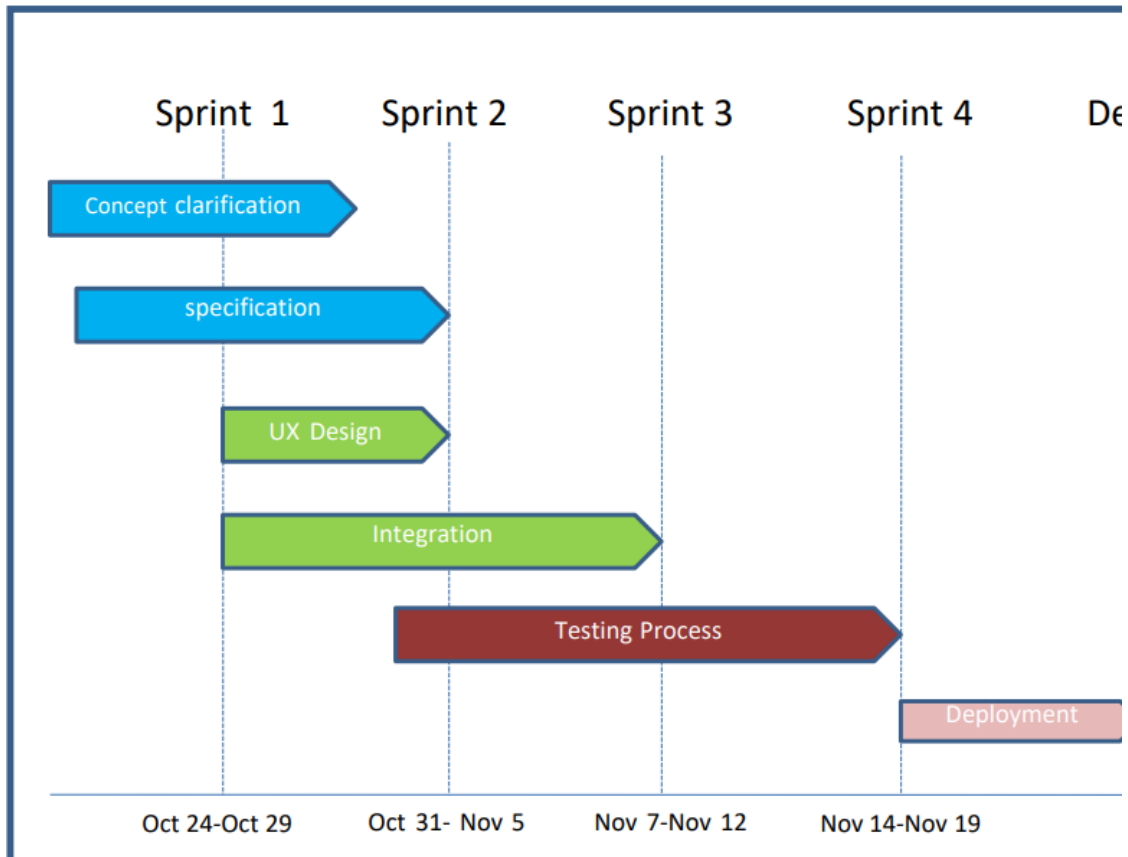 Sprint 1 Sprint 2 Sprint 3 Sprint 4 De
Concept clarification
specification
UX Design
Integration
Testing Process
Deployment
Oct 24-Oct 29 Oct 31- Nov 5 Nov 7-Nov 12 Nov 14-Nov 19